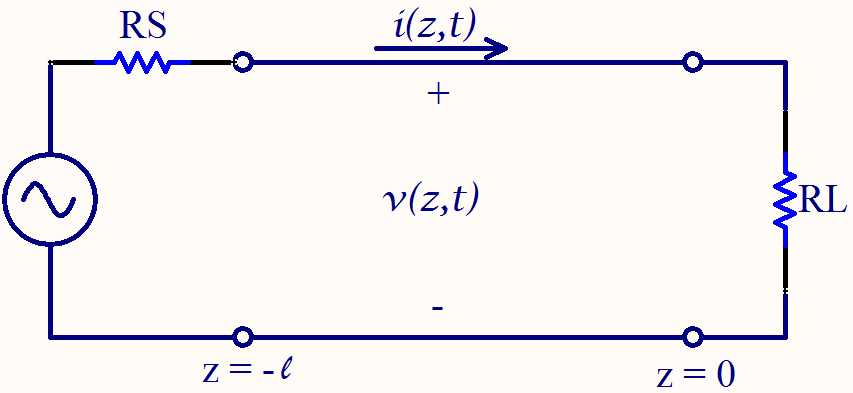 RS
i(z,t)
+
v(z,t)
RL
-
z = -ℓ
z = 0